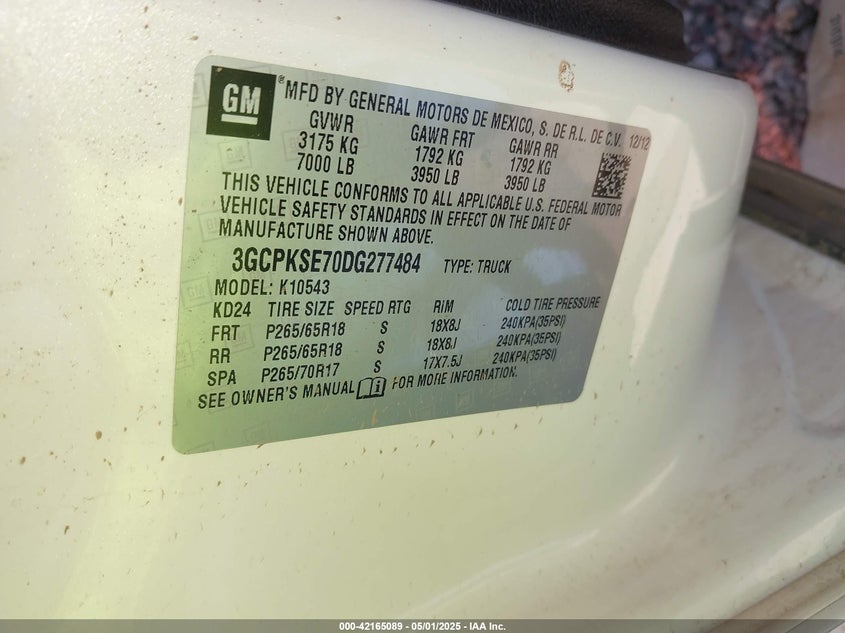 GM
® MFD BY GENERAL MOTORS DE MEXICO, S. DE R.L. DE C.V. 12/12
GVWR GAWR FRT GAWR RR
3175 KG 1792 KG 1792 KG
7000 LB 3950 LB 3950 LB
THIS VEHICLE CONFORMS TO ALL APPLICABLE U.S. FEDERAL MOTOR
VEHICLE SAFETY STANDARDS IN EFFECT ON THE DATE OF
MANUFACTURE SHOWN ABOVE.
3GCPKSE70DG277484 TYPE: TRUCK
MODEL: K10543
KD24 TIRE SIZE SPEED RTG RIM COLD TIRE PRESSURE
FRT P265/65R18 S 18X8J 240KPA(35PSI)
RR P265/65R18 S 18X8J 240KPA(35PSI)
SPA P265/70R17 S 17X7.5J 240KPA(35PSI)
SEE OWNER'S MANUAL FOR MORE INFORMATION.
000-42165089 - 05/01/2025 - IAA Inc.